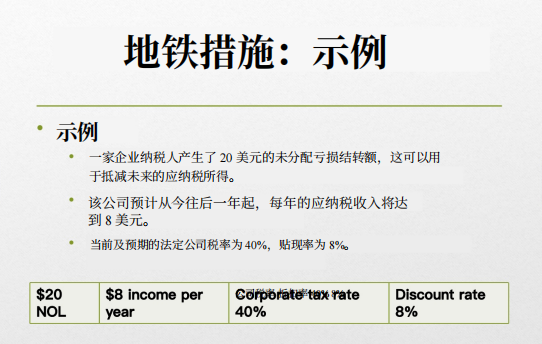 地铁措施：示例
示例
一家企业纳税人产生了 20 美元的未分配亏损结转额，这可以用
于抵减未来的应纳税所得。
该公司预计从今往后一年起，每年的应纳税收入将达
到 8 美元。
当前及预期的法定公司税率为 40%，贴现率为 8%。
$20 NOL
$8 income per year
Corporate tax rate 40%
Discount rate 8%